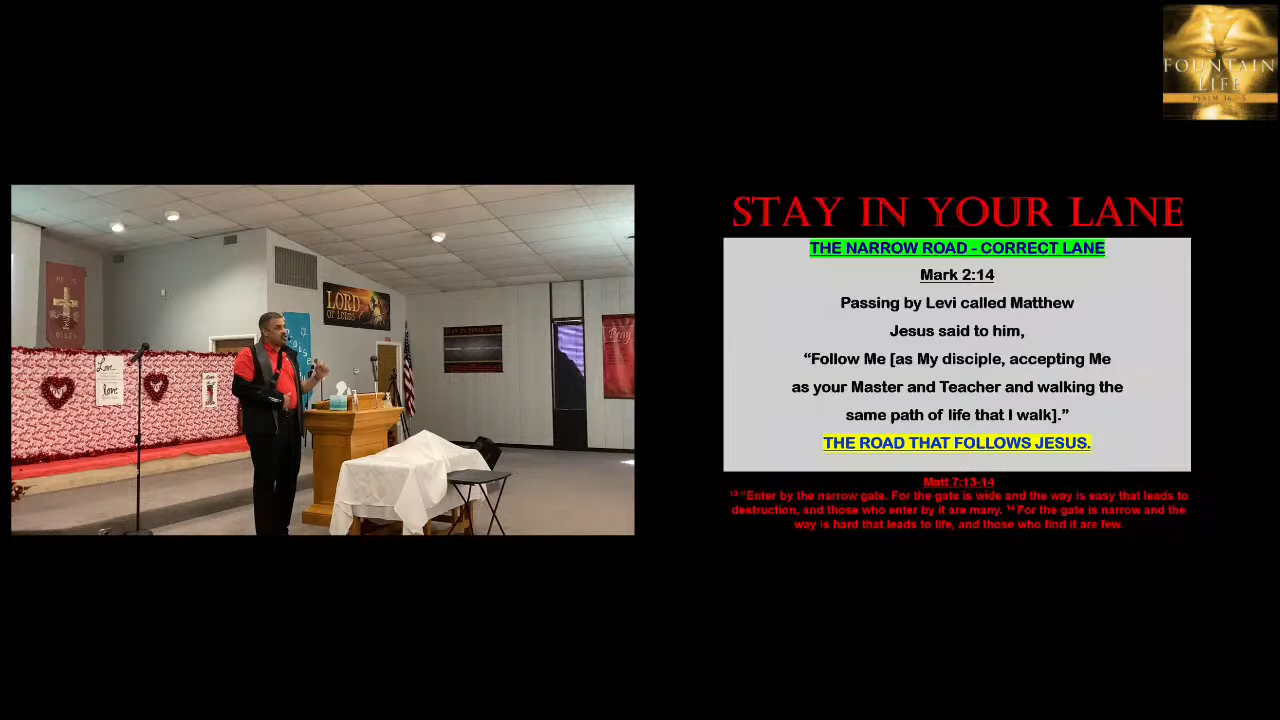 FOUNTAIN
LIFE
STAY IN YOUR LANE
THE NARROW ROAD - CORRECT LANE
Mark 2:14
Passing by Levi called Matthew
Jesus said to him,
“Follow Me [as My disciple, accepting Me
as your Master and Teacher and walking the
same path of life that I walk].”
THE ROAD THAT FOLLOWS JESUS.
Matt 7:13-14
13 “Enter by the narrow gate. For the gate is wide and the way is easy that leads to
destruction, and those who enter by it are many. 14 For the gate is narrow and the
way is hard that leads to life, and those who find it are few.
HE IS
RISEN
LORD
OF LORDS
Praise
Love
love
Pray